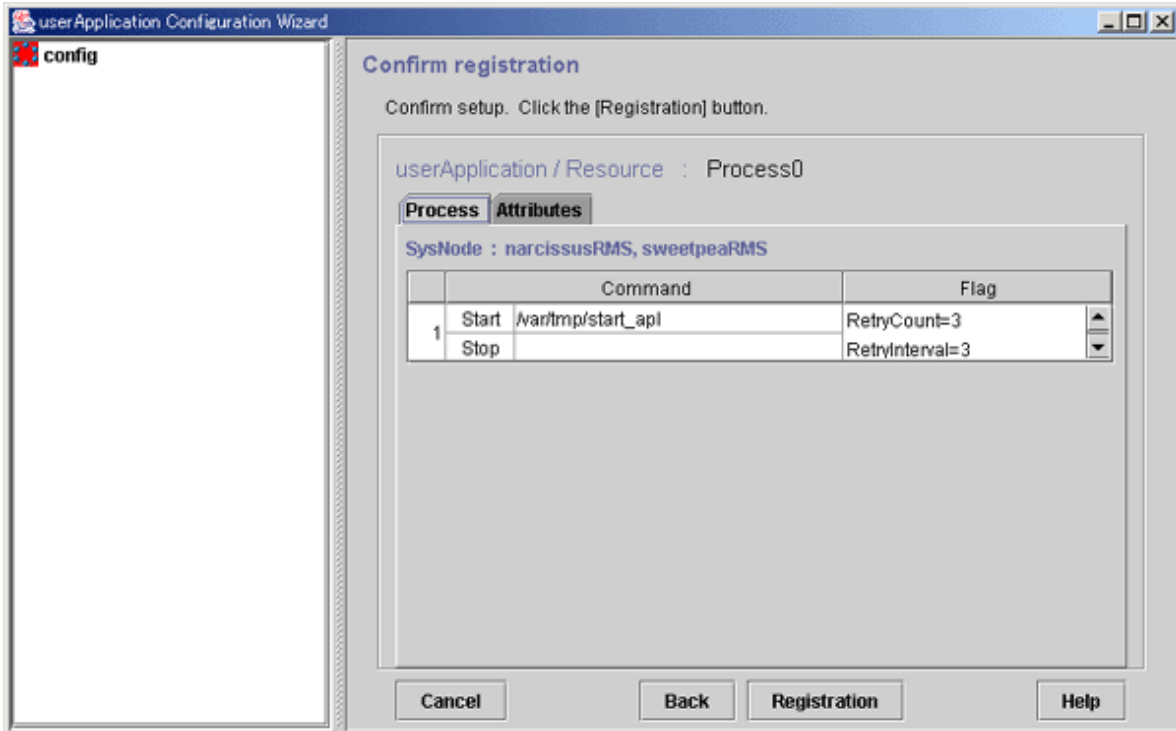 userApplication Configuration Wizard
config
Confirm registration
Confirm setup. Click the [Registration] button.
userApplication / Resource : Process0
Process Attributes
SysNode : narcissusRMS, sweetpeaRMS
Command Flag
1 Start /var/tmp/start_apl RetryCount=3
Stop RetryInterval=3
Cancel Back Registration Help